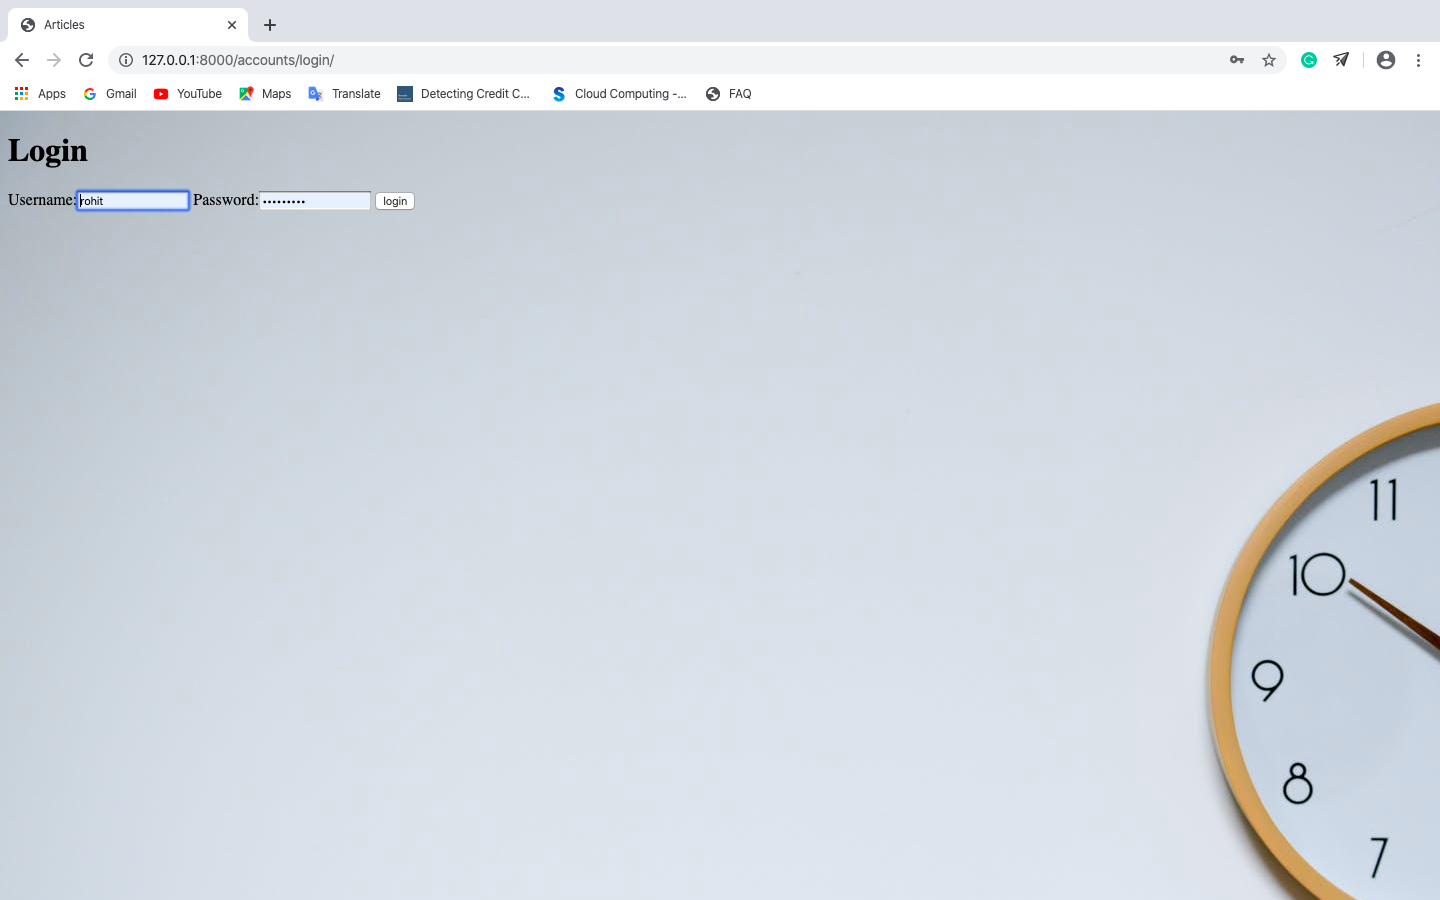 Articles
127.0.0.1:8000/accounts/login/
Apps Gmail YouTube Maps Translate Detecting Credit C... Cloud Computing -... FAQ
Login
Username: rohit Password: ••••••••• login
11
10
9
8
7